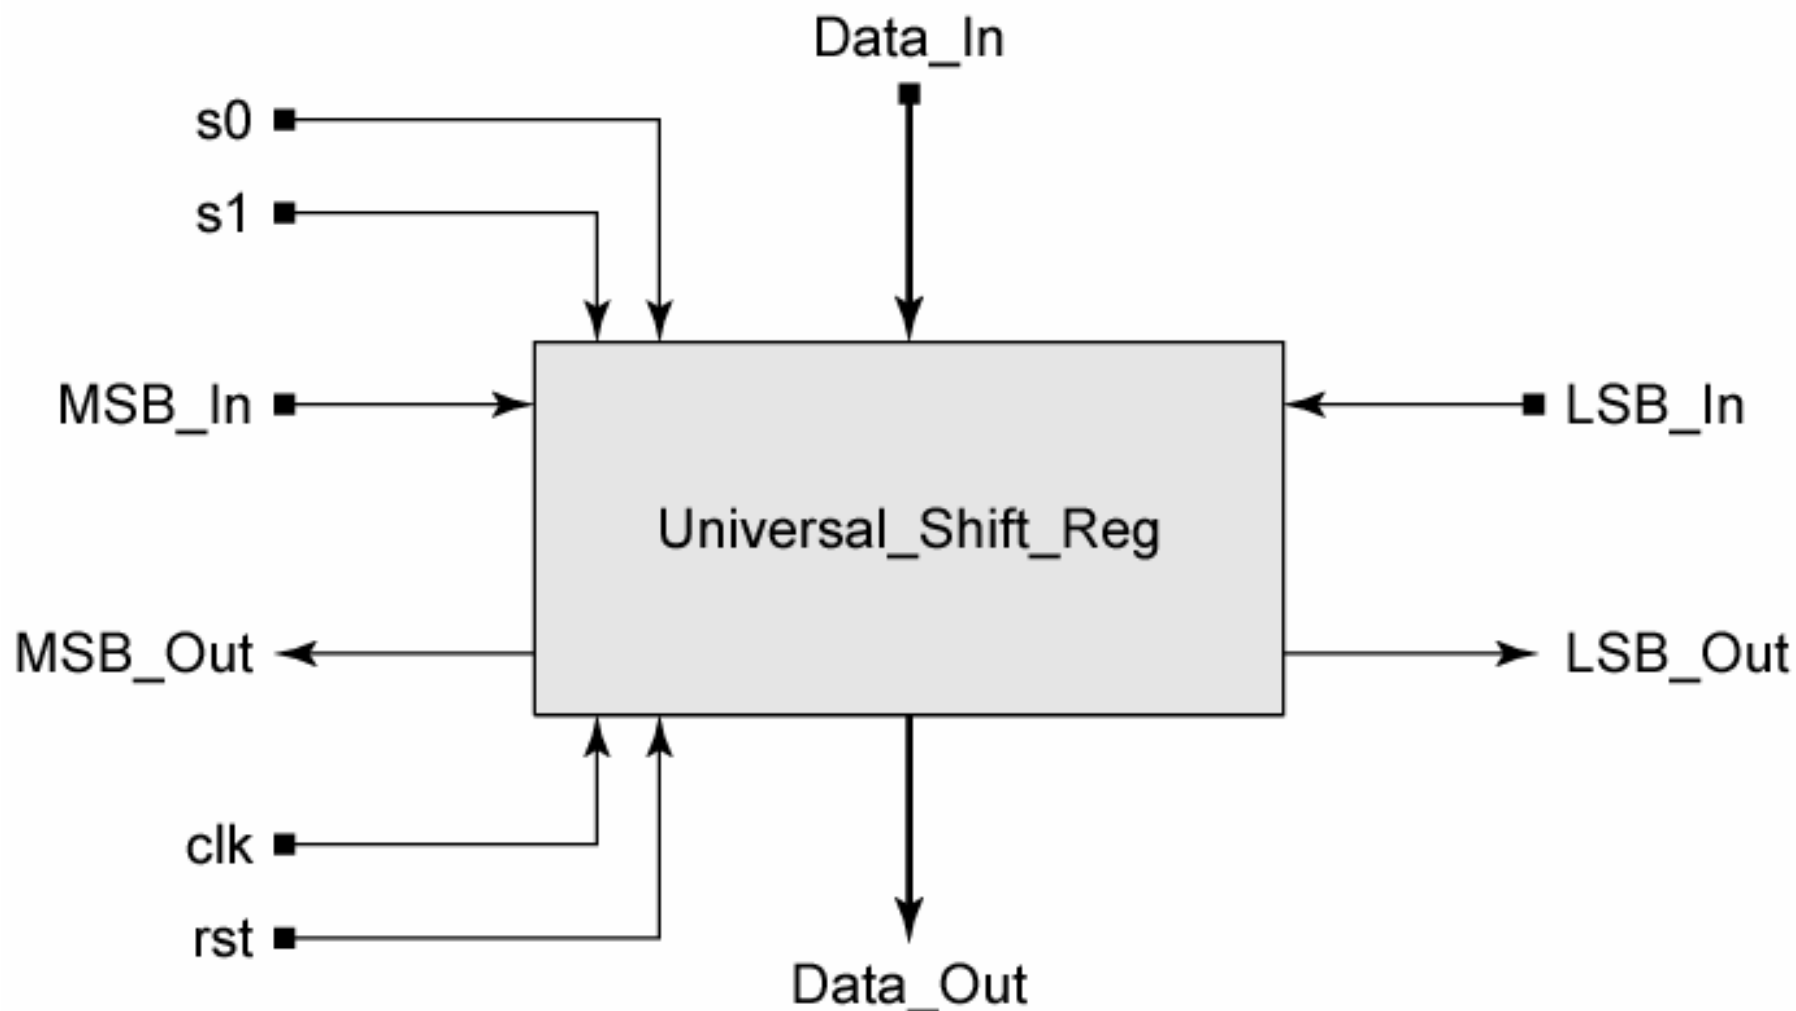 Data_In
s0
s1
MSB_In
LSB_In
Universal_Shift_Reg
MSB_Out
LSB_Out
clk
rst
Data_Out